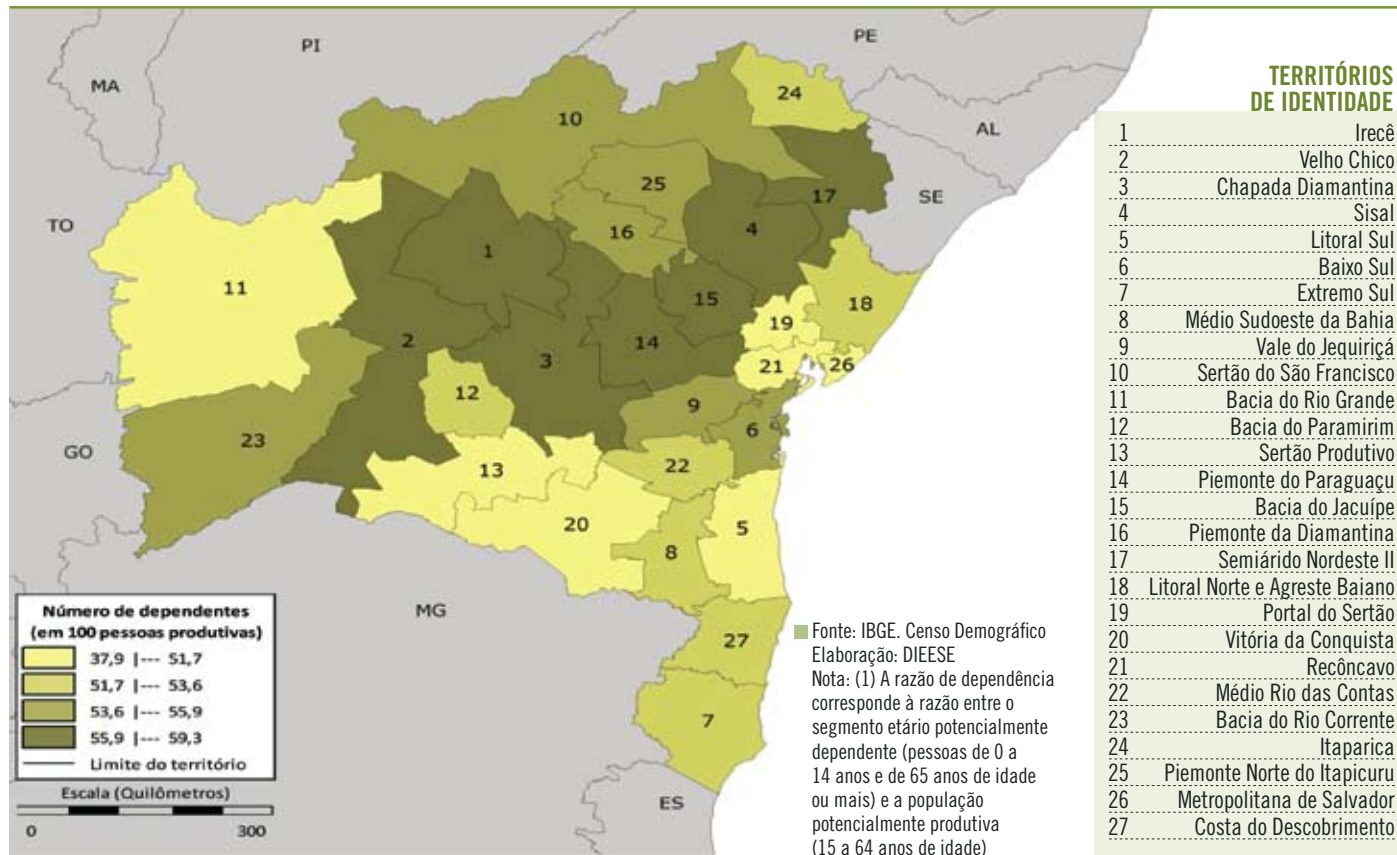 PI
PE
MA
24
10
AL
TO
25
17
SE
16
4
1
11
15
18
19
2
14
3
21
26
12
9
23
6
GO
22
13
20
5
8
MG
27
7
ES
Número de dependentes
(em 100 pessoas produtivas)
37,9 |--- 51,7
51,7 |--- 53,6
53,6 |--- 55,9
55,9 |--- 59,3
Limite do território
Escala (Quilômetros)
0 300
Fonte: IBGE. Censo Demográfico
Elaboração: DIEESE
Nota: (1) A razão de dependência
corresponde à razão entre o
segmento etário potencialmente
dependente (pessoas de 0 a
14 anos e de 65 anos de idade
ou mais) e a população
potencialmente produtiva
(15 a 64 anos de idade)
TERRITÓRIOS
DE IDENTIDADE
1 Irecê
2 Velho Chico
3 Chapada Diamantina
4 Sisal
5 Litoral Sul
6 Baixo Sul
7 Extremo Sul
8 Médio Sudoeste da Bahia
9 Vale do Jequiriçá
10 Sertão do São Francisco
11 Bacia do Rio Grande
12 Bacia do Paramirim
13 Sertão Produtivo
14 Piemonte do Paraguaçu
15 Bacia do Jacuípe
16 Piemonte da Diamantina
17 Semiárido Nordeste II
18 Litoral Norte e Agreste Baiano
19 Portal do Sertão
20 Vitória da Conquista
21 Recôncavo
22 Médio Rio das Contas
23 Bacia do Rio Corrente
24 Itaparica
25 Piemonte Norte do Itapicuru
26 Metropolitana de Salvador
27 Costa do Descobrimento